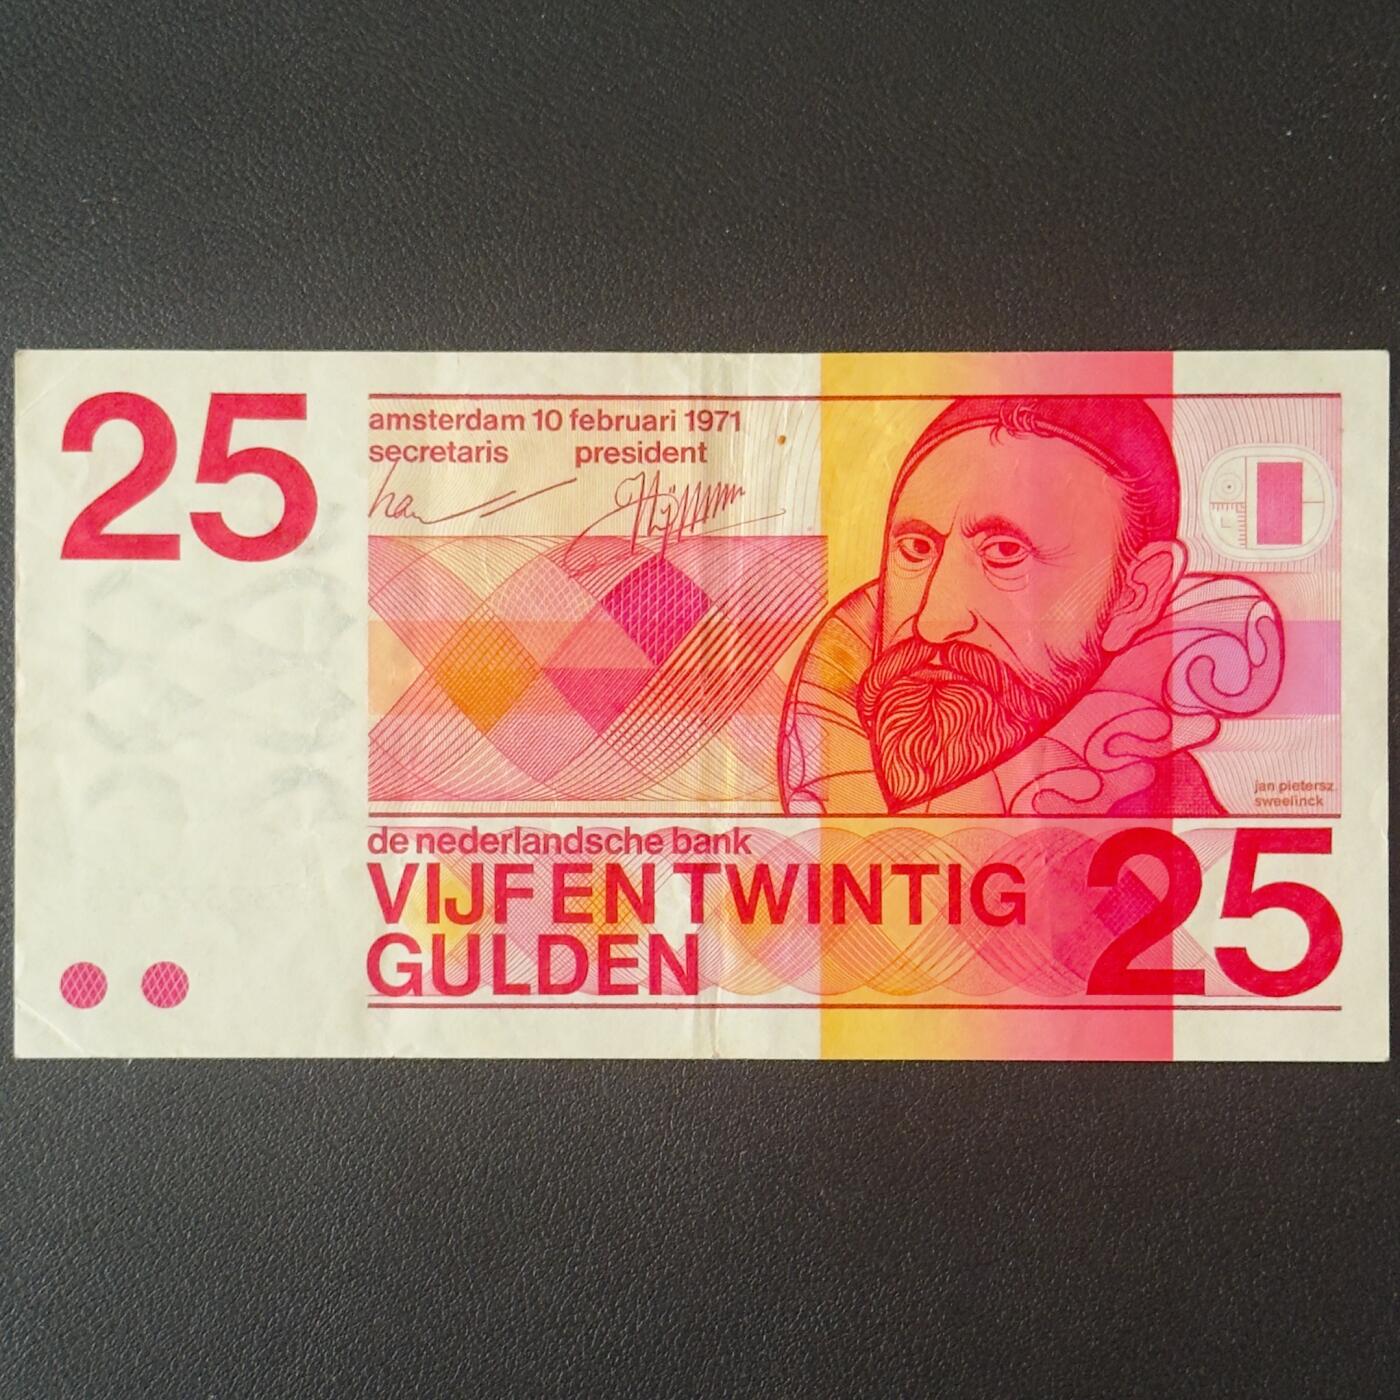 25
amsterdam 10 februari 1971
secretaris president
jan pietersz.
sweelinck
de nederlandsche bank
VIJF EN TWINTIG
GULDEN
25